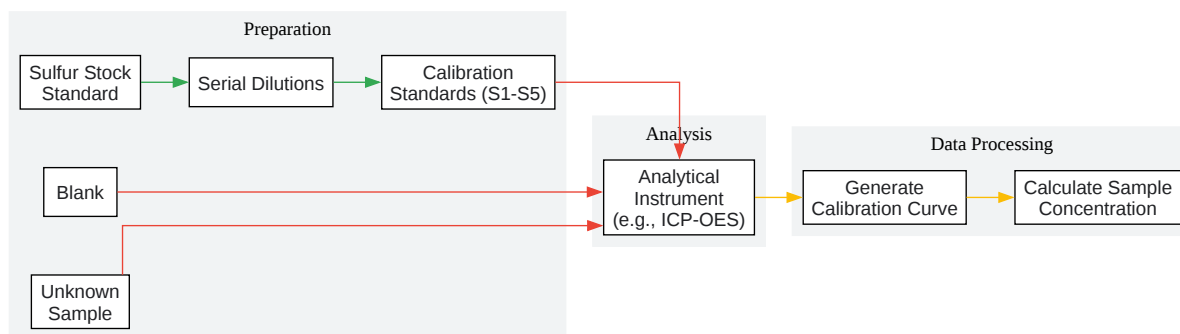 Preparation
Sulfur Stock
Standard
Serial Dilutions
Calibration
Standards (S1-S5)
Blank
Unknown
Sample
Analysis
Analytical
Instrument
(e.g., ICP-OES)
Data Processing
Generate
Calibration Curve
Calculate Sample
Concentration